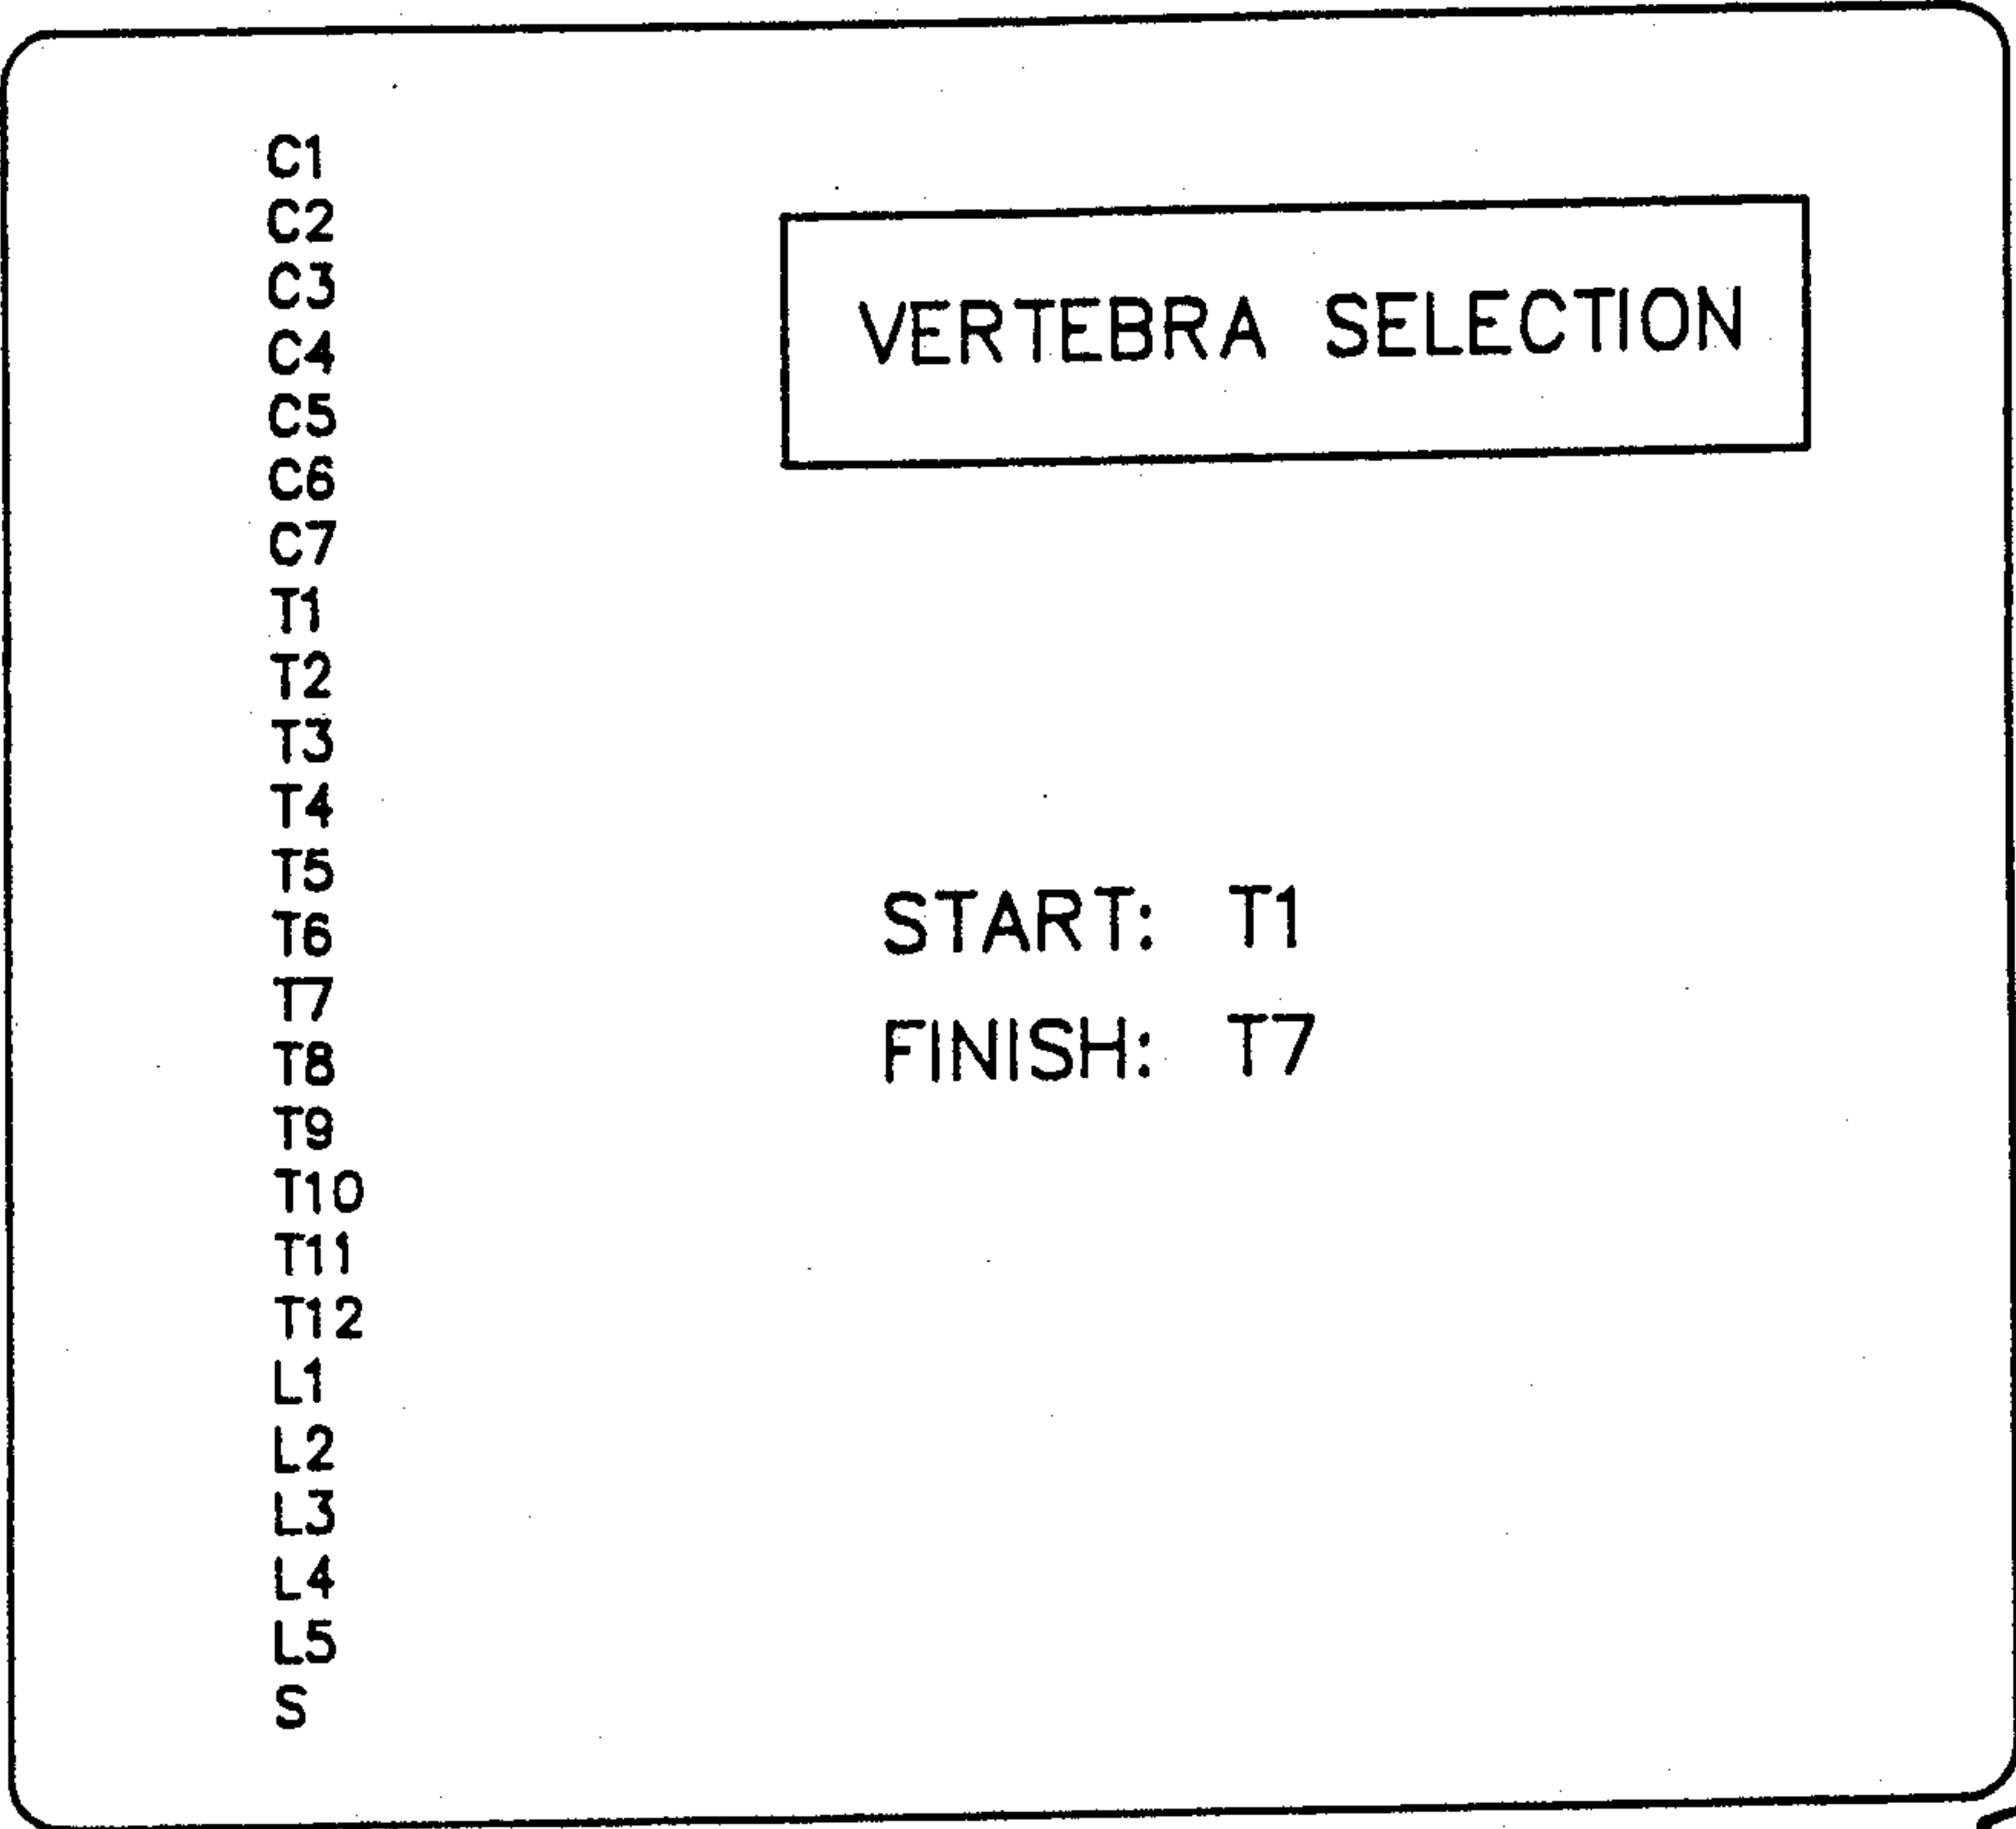 C1
C2
C3
C4
C5
C6
C7
T1
T2
T3
T4
T5
T6
T7
T8
T9
T10
T11
T12
L1
L2
L3
L4
L5
S
VERTEBRA SELECTION
START: T1
FINISH: T7